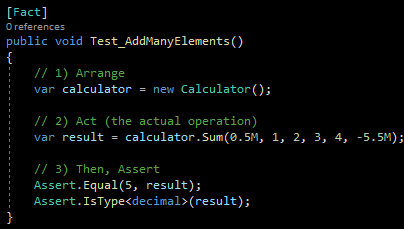 [Fact]
0 references
public void Test_AddManyElements()
{
// 1) Arrange
var calculator = new Calculator();
// 2) Act (the actual operation)
var result = calculator.Sum(0.5M, 1, 2, 3, 4, -5.5M);
// 3) Then, Assert
Assert.Equal(5, result);
Assert.IsType<decimal>(result);
}